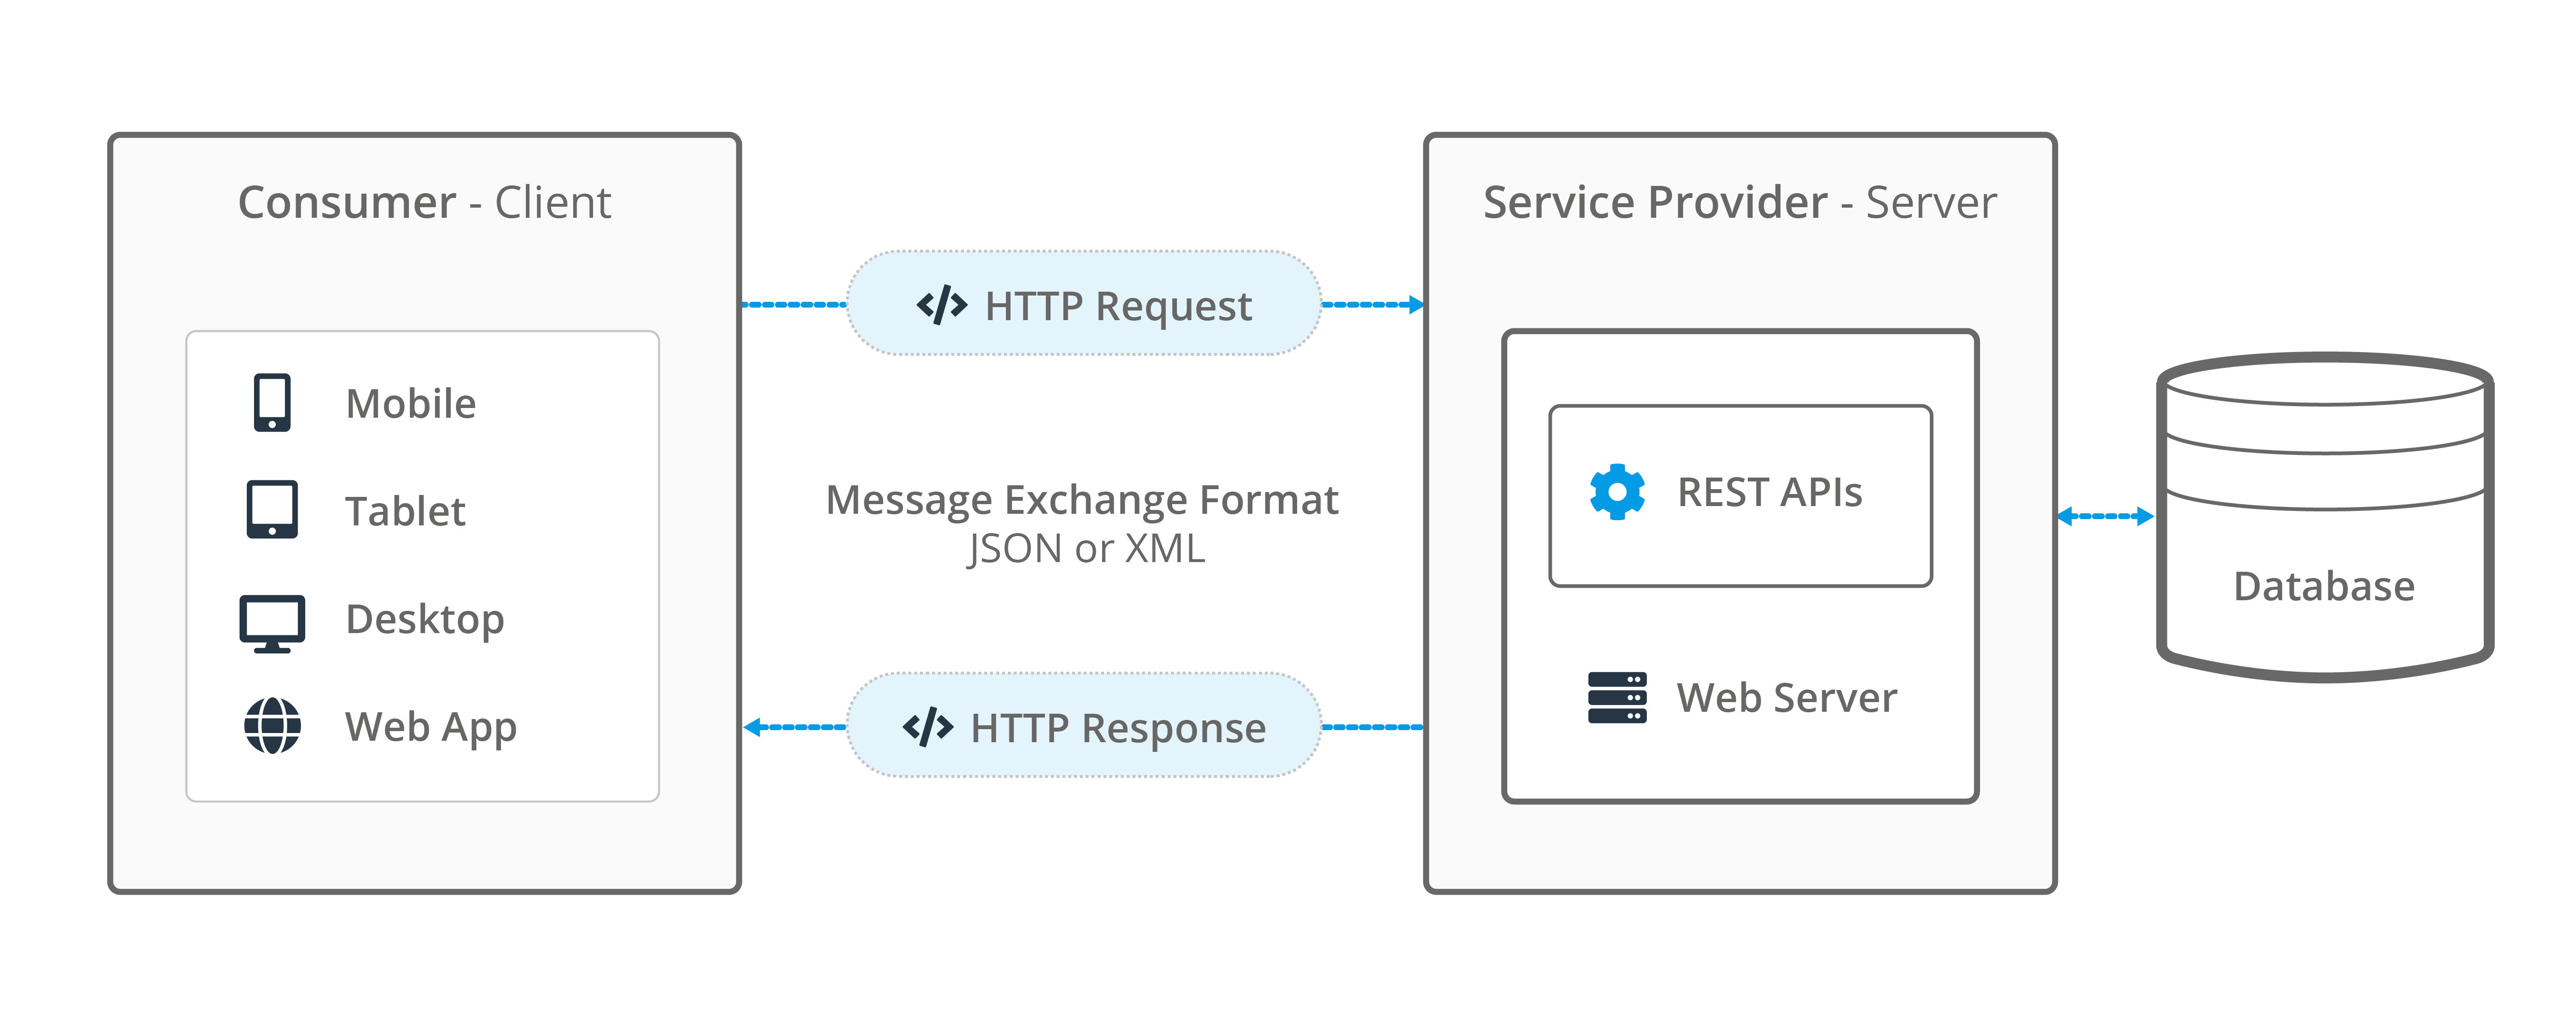 Consumer - Client
Mobile
Tablet
Desktop
Web App
HTTP Request
Message Exchange Format
JSON or XML
HTTP Response
Service Provider - Server
REST APIs
Web Server
Database